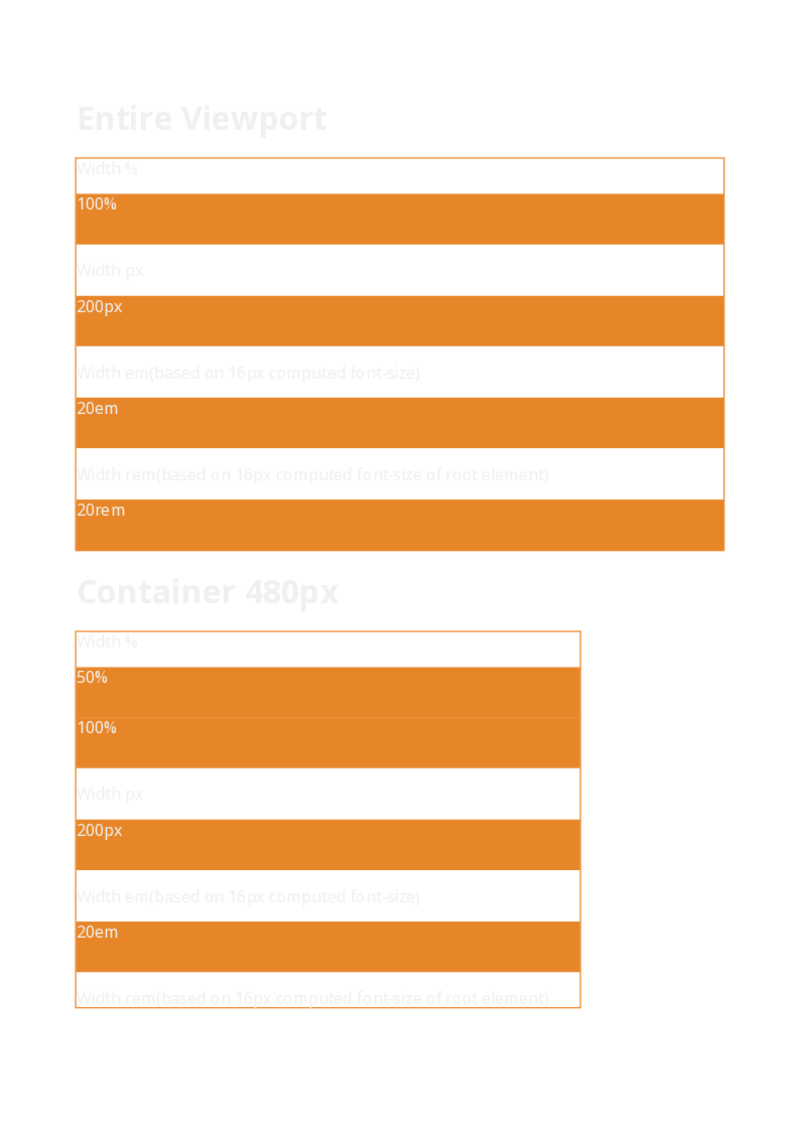 Entire Viewport
Width %
100%
Width px
200px
Width em(based on 16px computed font-size)
20em
Width rem(based on 16px computed font-size of root element)
20rem
Container 480px
Width %
50%
100%
Width px
200px
Width em(based on 16px computed font-size)
20em
Width rem(based on 16px computed font-size of root element)